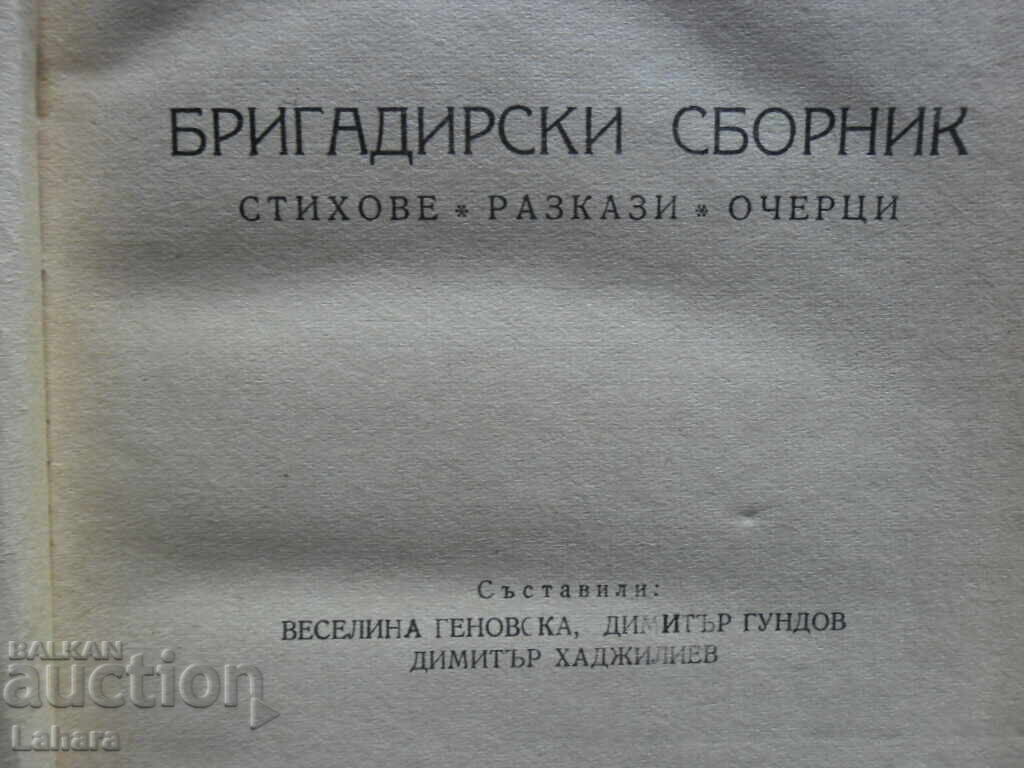 БРИГАДИРСКИ СБОРНИК
СТИХОВЕ * РАЗКАЗИ * ОЧЕРЦИ
Съставили:
ВЕСЕЛИНА ГЕНОВСКА, ДИМИТЪР ГУНДОВ
ДИМИТЪР ХАДЖИЛИЕВ
BALKAN
auction
Lahara